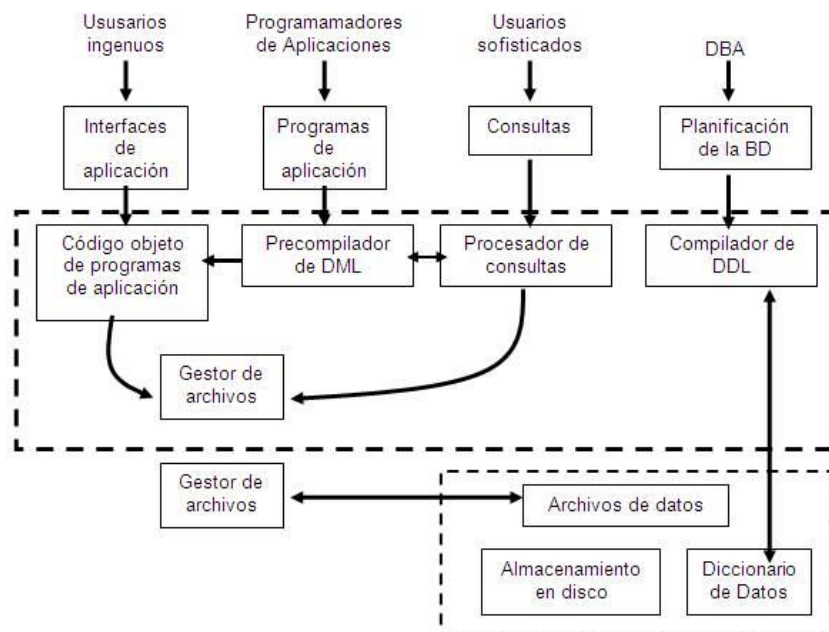 Ususarios
ingenuos
Programamadores
de Aplicaciones
Usuarios
sofisticados
DBA
Interfaces
de
aplicación
Programas
de
aplicación
Consultas
Planificación
de la BD
Código objeto
de programas
de aplicación
Precompilador
de DML
Procesador de
consultas
Compilador de
DDL
Gestor de
archivos
Gestor de
archivos
Archivos de datos
Almacenamiento
en disco
Diccionario
de Datos